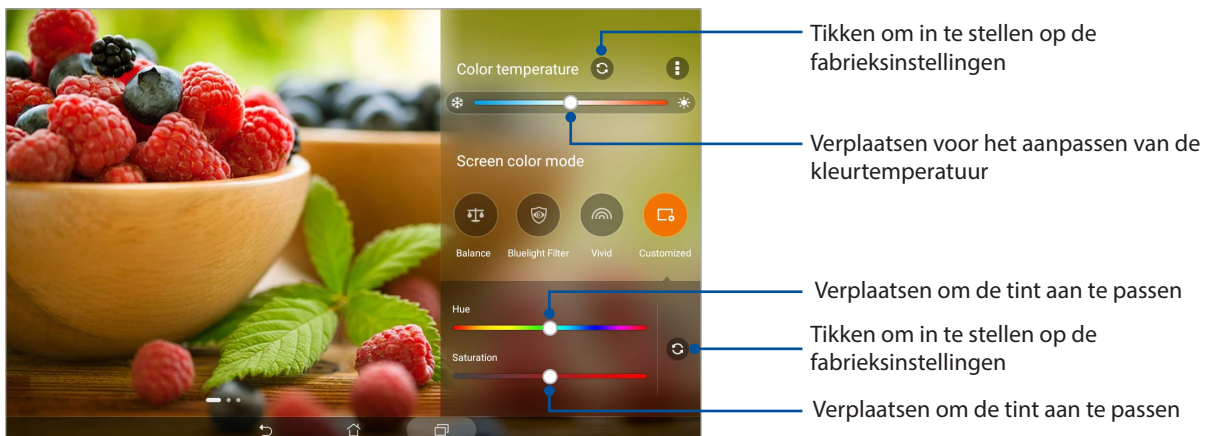 Tikken om in te stellen op de
fabrieksinstellingen
Color temperature
Verplaatsen voor het aanpassen van de
kleurtemperatuur
Screen color mode
Balance
Bluelight Filter
Vivid
Customized
Verplaatsen om de tint aan te passen
Hue
Tikken om in te stellen op de
fabrieksinstellingen
Saturation
Verplaatsen om de tint aan te passen